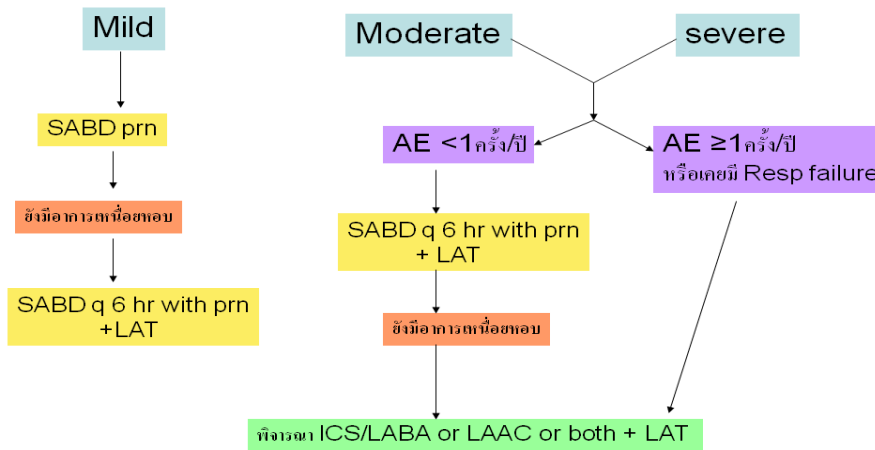 Mild
SABD prn
ยังมีอาการเหนื่อยหอบ
SABD q 6 hr with prn
+LAT
Moderate
severe
AE <1ครั้ง/ปี
SABD q 6 hr with prn
+ LAT
ยังมีอาการเหนื่อยหอบ
AE ≥1ครั้ง/ปี
หรือเคยมี Resp failure
พิจารณา ICS/LABA or LAAC or both + LAT